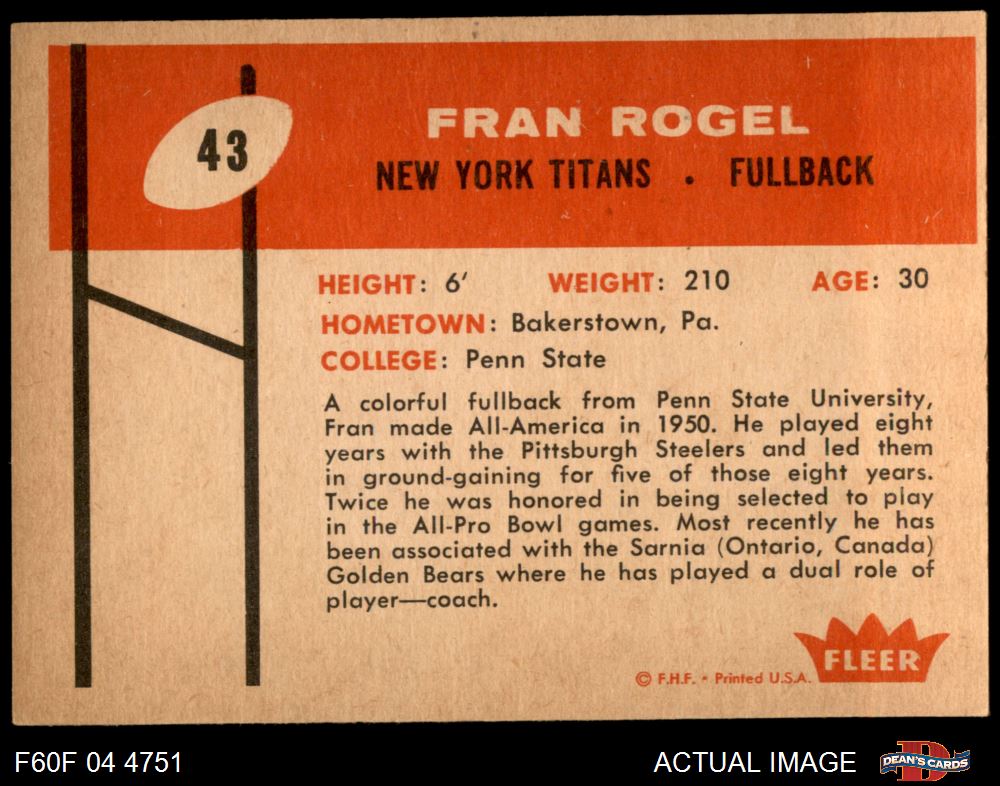 43
FRAN ROGEL
NEW YORK TITANS . FULLBACK
HEIGHT: 6' WEIGHT: 210 AGE: 30
HOMETOWN: Bakerstown, Pa.
COLLEGE: Penn State
A colorful fullback from Penn State University,
Fran made All-America in 1950. He played eight
years with the Pittsburgh Steelers and led them
in ground-gaining for five of those eight years.
Twice he was honored in being selected to play
in the All-Pro Bowl games. Most recently he has
been associated with the Sarnia (Ontario, Canada)
Golden Bears where he has played a dual role of
player—coach.
FLEER
© F.H.F. • Printed U.S.A.
F60F 04 4751 ACTUAL IMAGE D DEAN'S CARDS